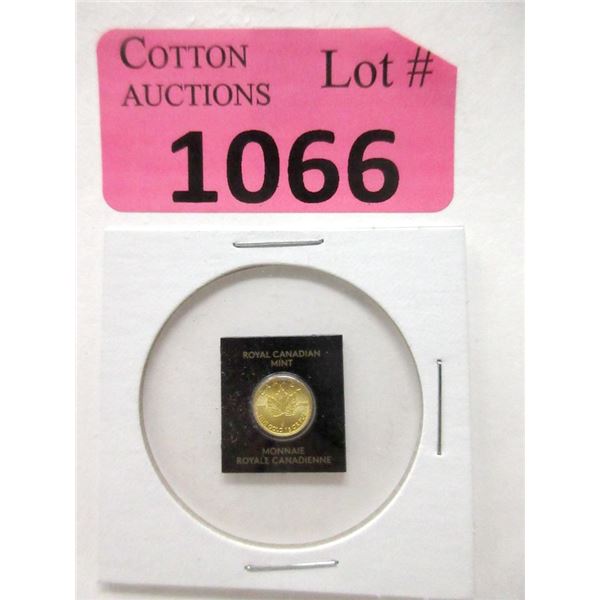 COTTON
AUCTIONS
Lot #
1066
ROYAL CANADIAN
MINT
MONNAIE
ROYALE CANADIENNE